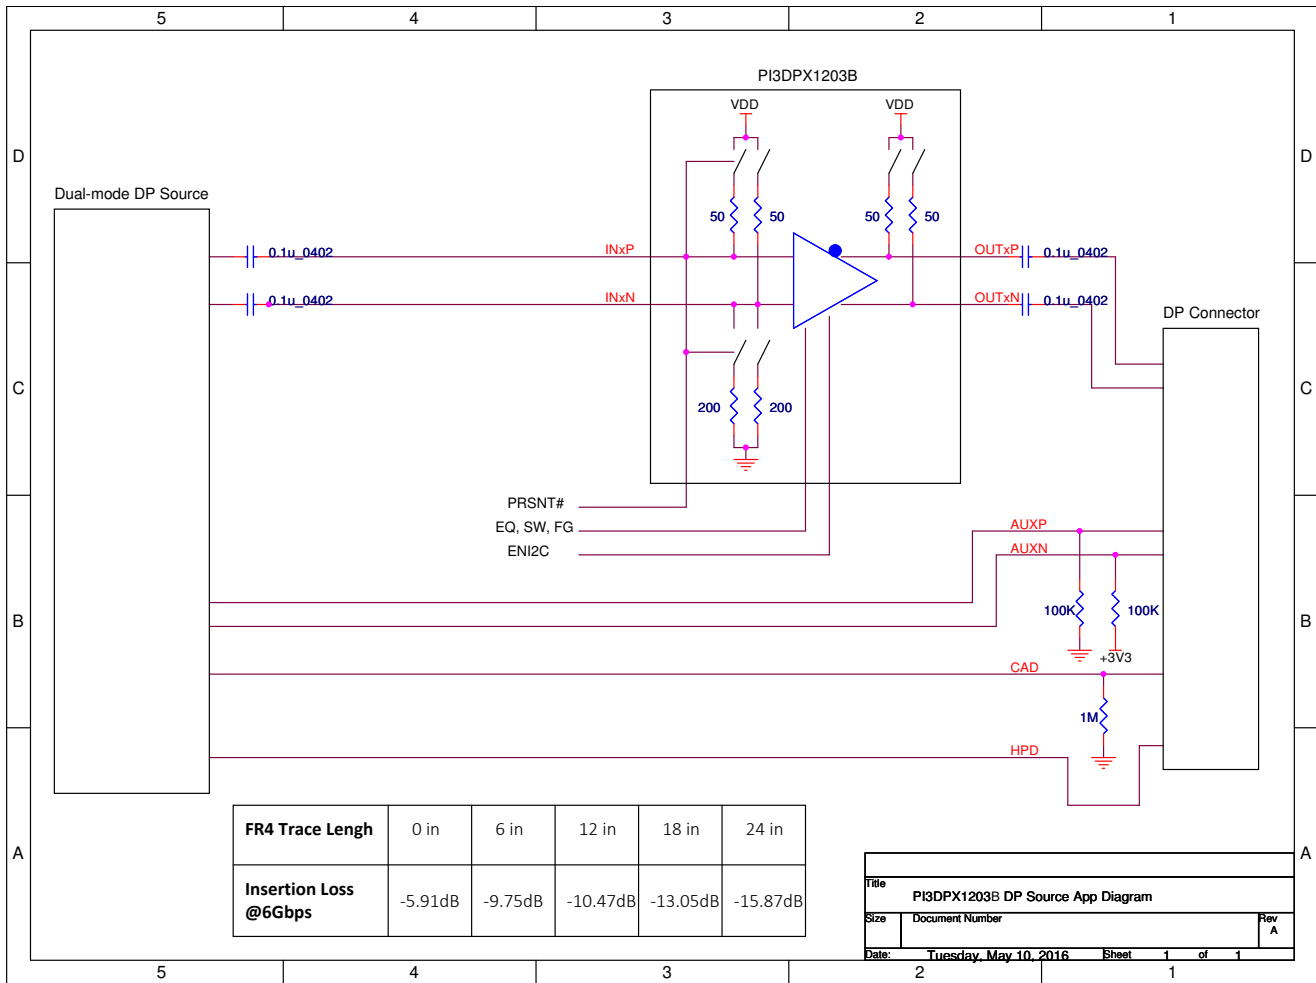 5 4 3 2 1
PI3DPX1203B
VDD VDD
D D
Dual-mode DP Source
50 50 50 50
0.1u_0402 INxP OUTxP 0.1u_0402
0.1u_0402 INxN OUTxN 0.1u_0402
DP Connector
C C
200 200
PRSNT#
EQ, SW, FG
ENI2C
AUXP
AUXN
100K 100K
B B
+3V3
CAD
1M
HPD
FR4 Trace Lengh 0 in 6 in 12 in 18 in 24 in
Insertion Loss
@6Gbps -5.91dB -9.75dB -10.47dB -13.05dB -15.87dB
A A
Title
PI3DPX1203B DP Source App Diagram
Size Document Number Rev
A
Date: Tuesday, May 10, 2016 Sheet 1 of 1
5 4 3 2 1